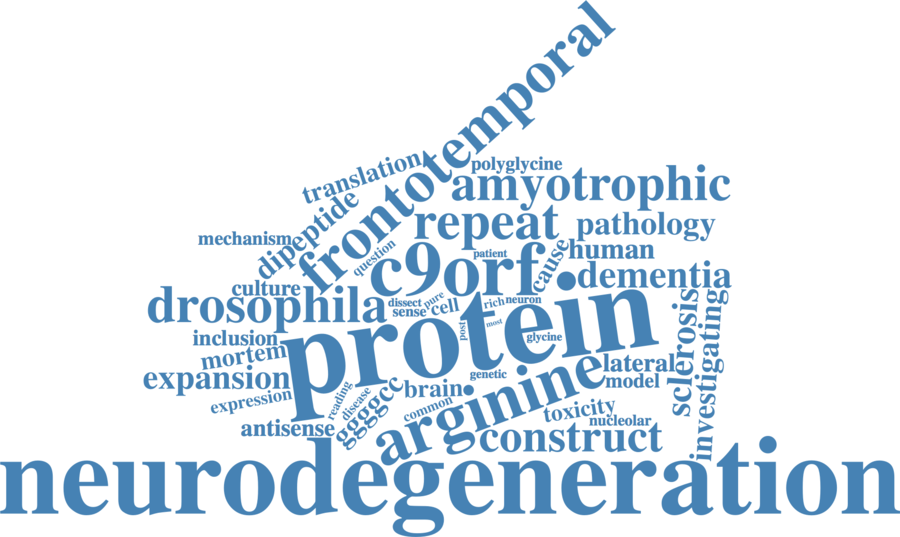 frontotemporal
translation
polyglycine
amyotrophic
dipeptide
repeat
pathology
mechanism
question
patient
cause
human
c9orf
dementia
culture
drosophila
dissect
pure
sense
cell
rich
neuron
protein
post
most
glycine
sclerosis
investigating
inclusion
mortem
lateral
expansion
genetic
model
brain
arginine
expression
reading
disease
ggggcc
common
toxicity
nucleolar
antisense
construct
neurodegeneration